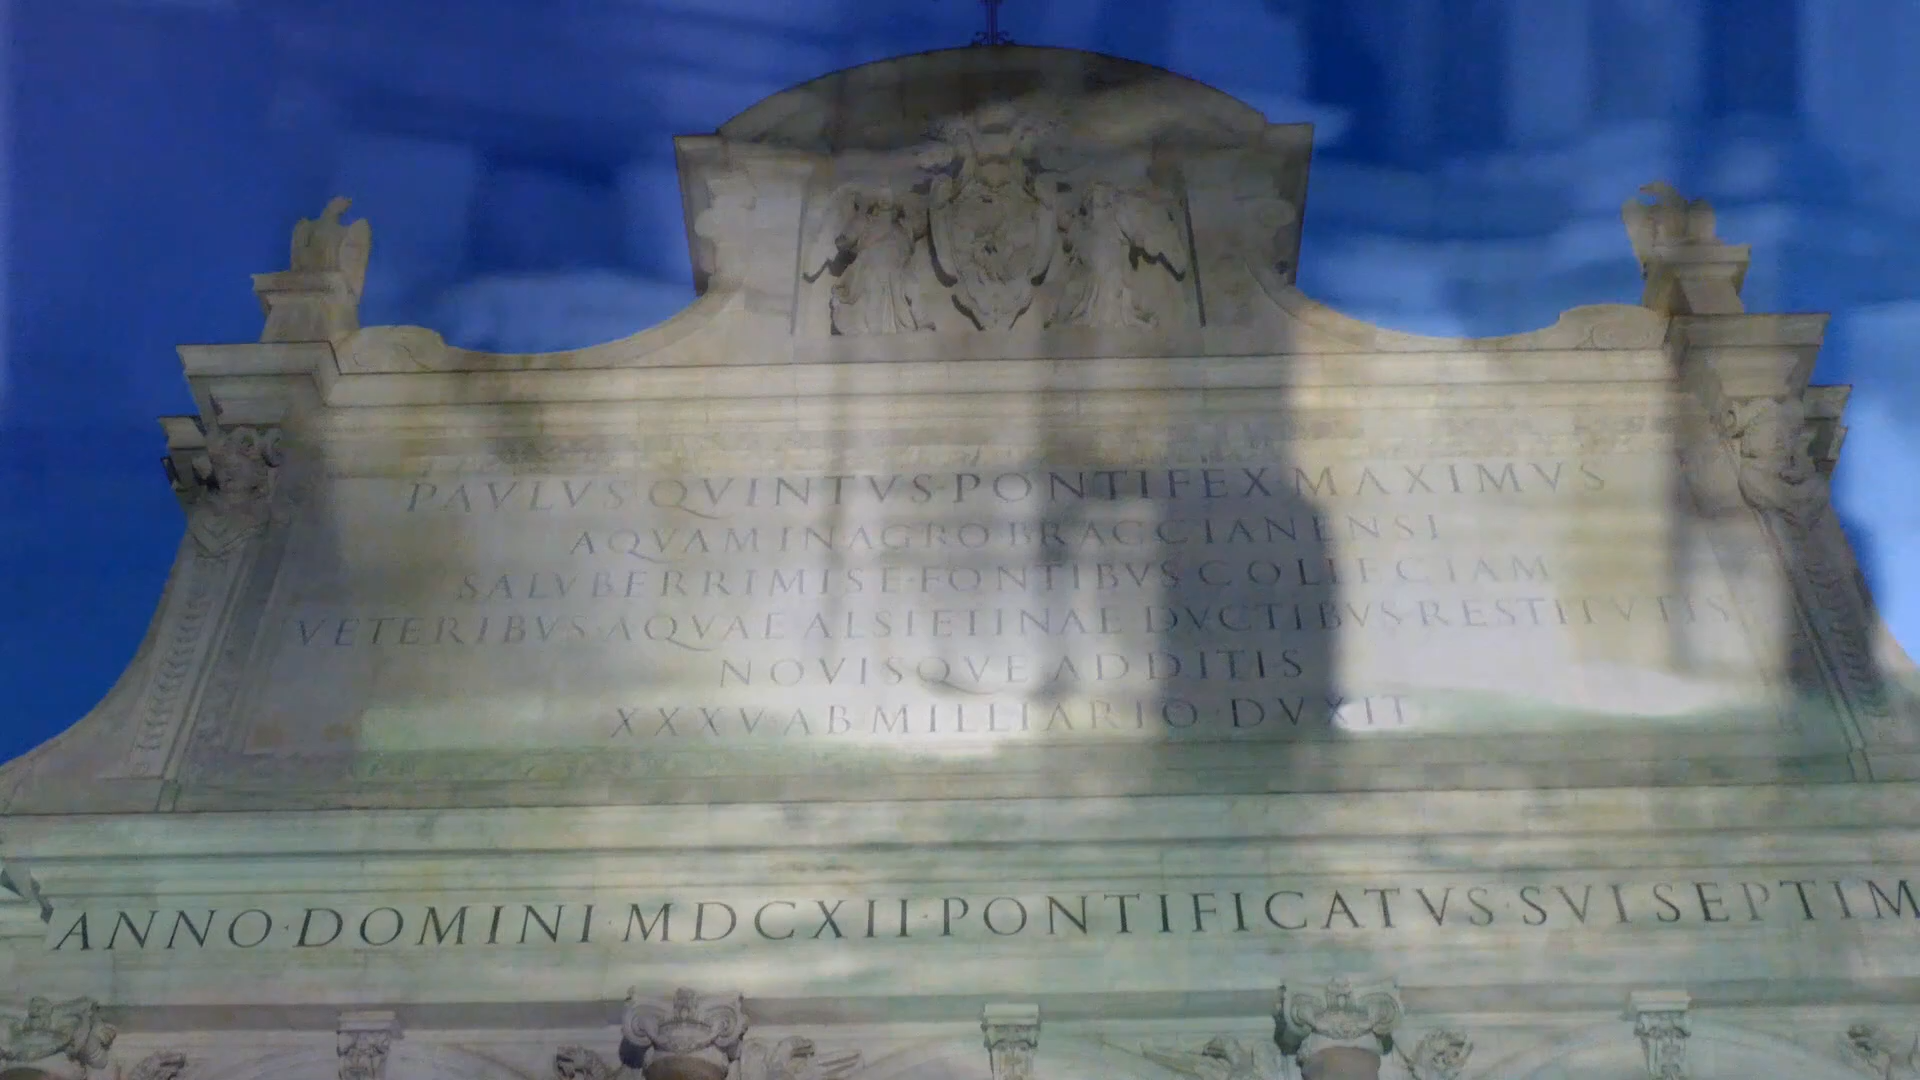 PAVLVS·QVINTVS·PONTIFEX MAXIMVS
AQVAM IN AGRO BRACCIANENSI
SALVBERRIMIS E FONTIBVS COLLECTAM
VETERIBVS·AQVAE ALSIETINAE DVCTIBVS·RESTITVTIS
NOVISQVE ADDITIS
XXXV AB MILLIARIO DVXIT
ANNO·DOMINI·MDCXII·PONTIFICATVS·SVI SEPTIM